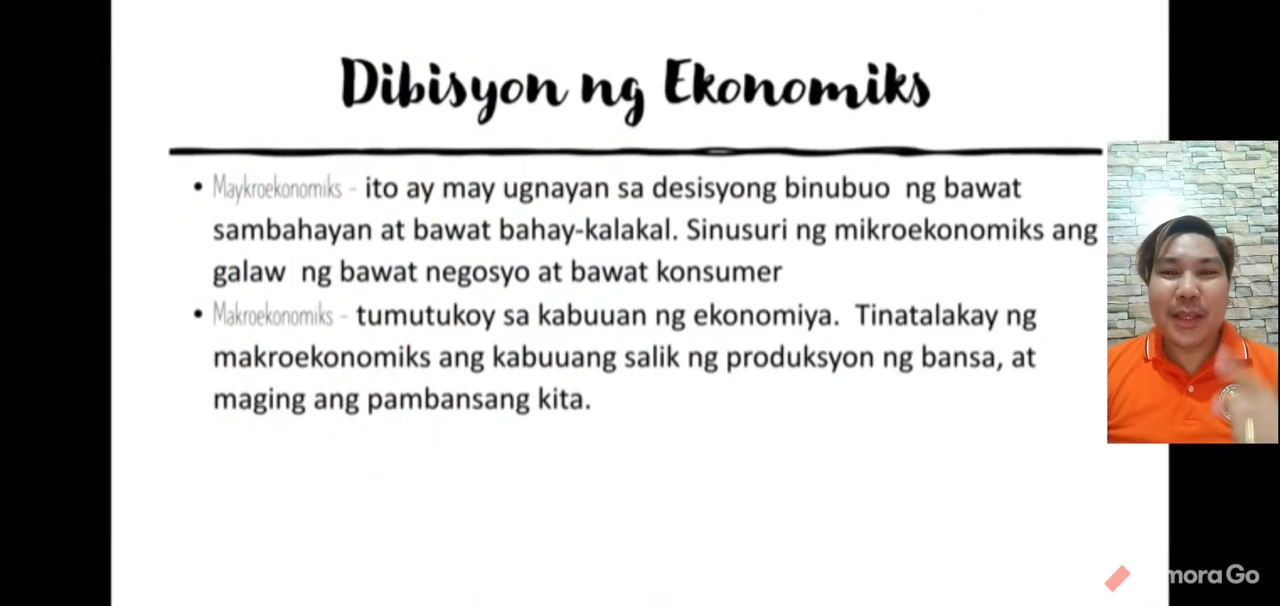 Dibisyon ng Ekonomiks
• Maykroekonomiks - ito ay may ugnayan sa desisyong binubuo ng bawat
sambahayan at bawat bahay-kalakal. Sinusuri ng mikroekonomiks ang
galaw ng bawat negosyo at bawat konsumer
• Makroekonomiks - tumutukoy sa kabuuan ng ekonomiya. Tinatalakay ng
makroekonomiks ang kabuuang salik ng produksyon ng bansa, at
maging ang pambansang kita.
mora Go